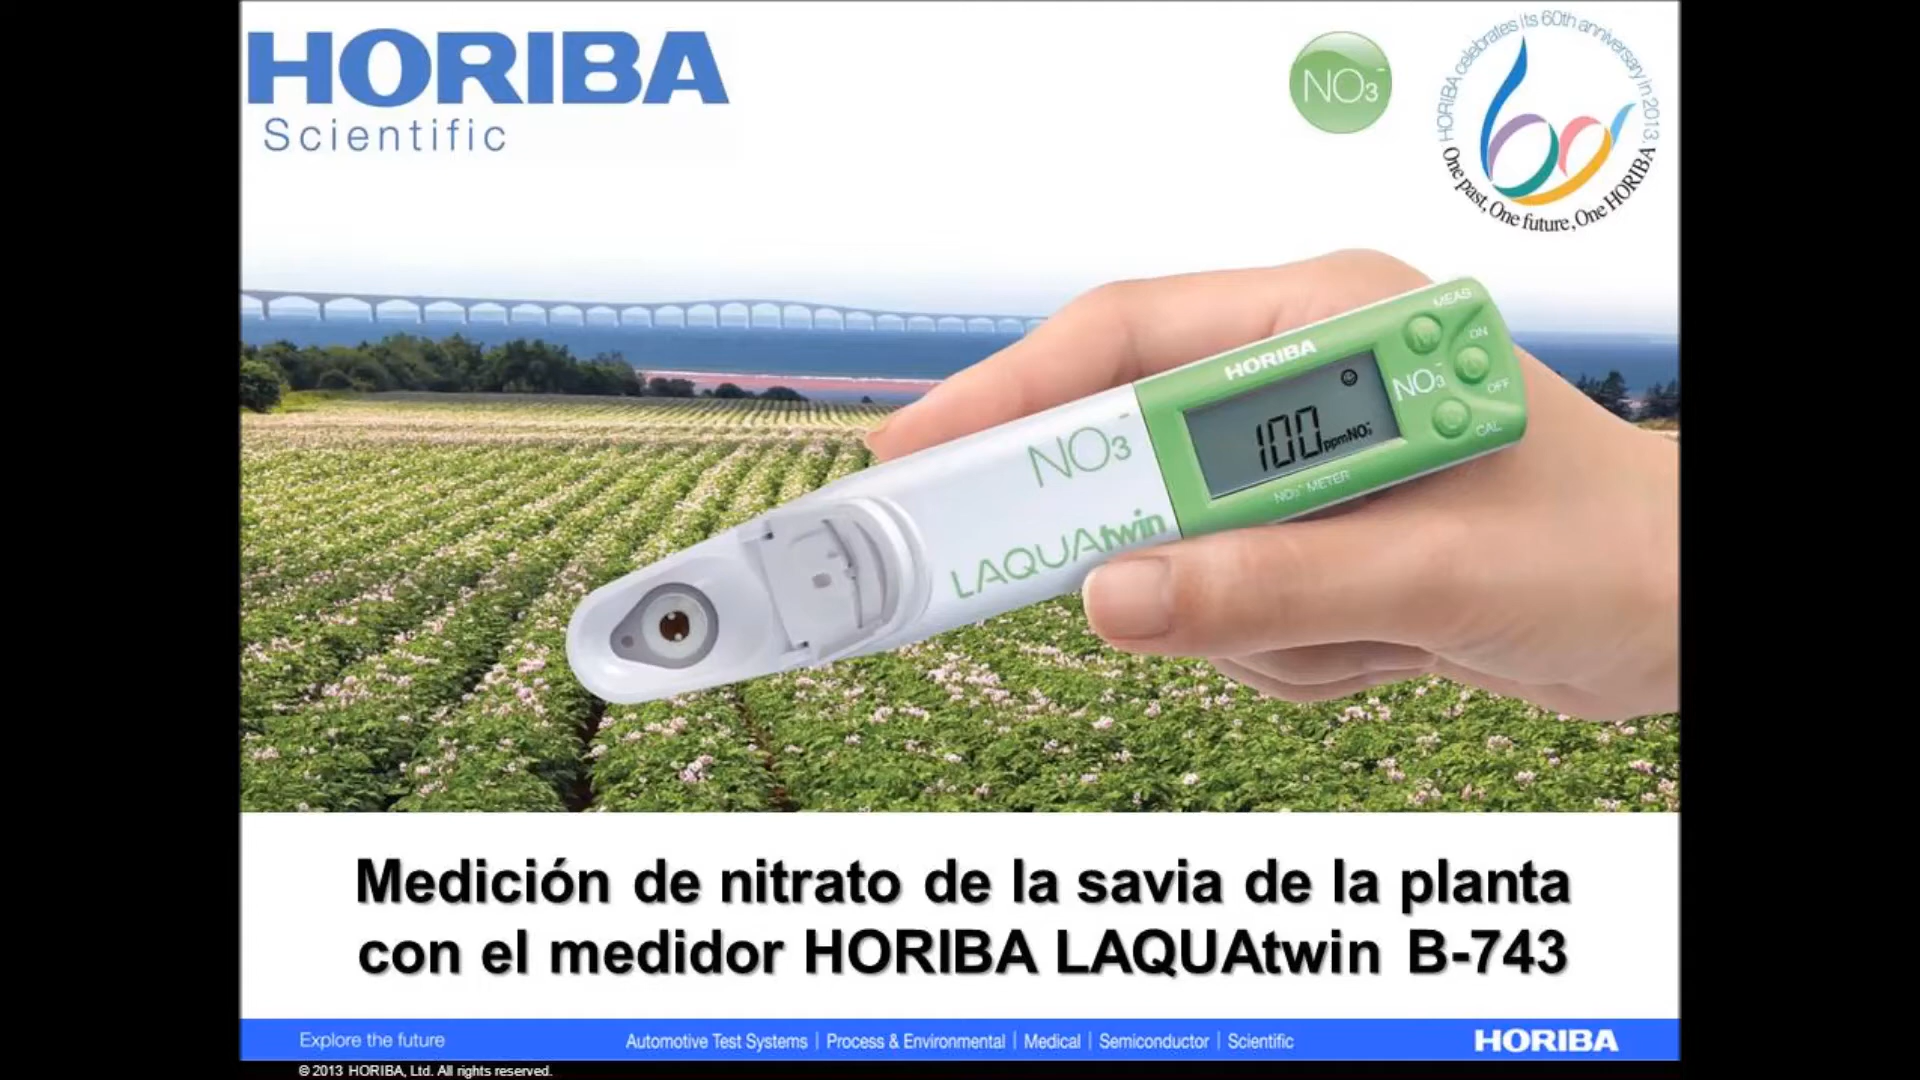 HORIBA
Scientific
NO₃⁻
HORIBA celebrates its 60th anniversary in 2013.
60
One past, One future, One HORIBA
MEAS
ON
OFF
CAL
HORIBA
NO₃⁻
100 ppmNO₃⁻
NO₃⁻ METER
NO₃⁻
LAQUAtwin
Medición de nitrato de la savia de la planta
con el medidor HORIBA LAQUAtwin B-743
Explore the future
Automotive Test Systems | Process & Environmental | Medical | Semiconductor | Scientific
HORIBA
© 2013 HORIBA, Ltd. All rights reserved.